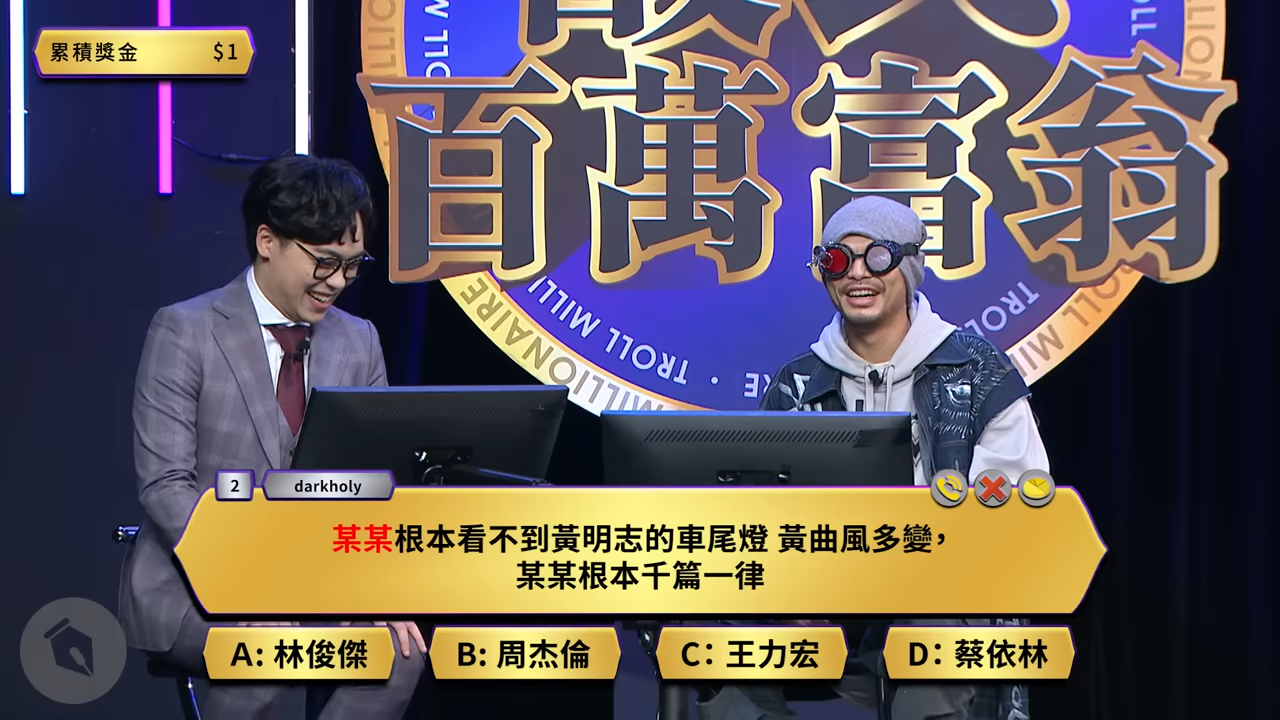 累積獎金 $1
百萬富翁
TROLL MILLIONAIRE
2 darkholy
某某根本看不到黃明志的車尾燈 黃曲風多變,
某某根本千篇一律
A: 林俊傑
B: 周杰倫
C: 王力宏
D: 蔡依林